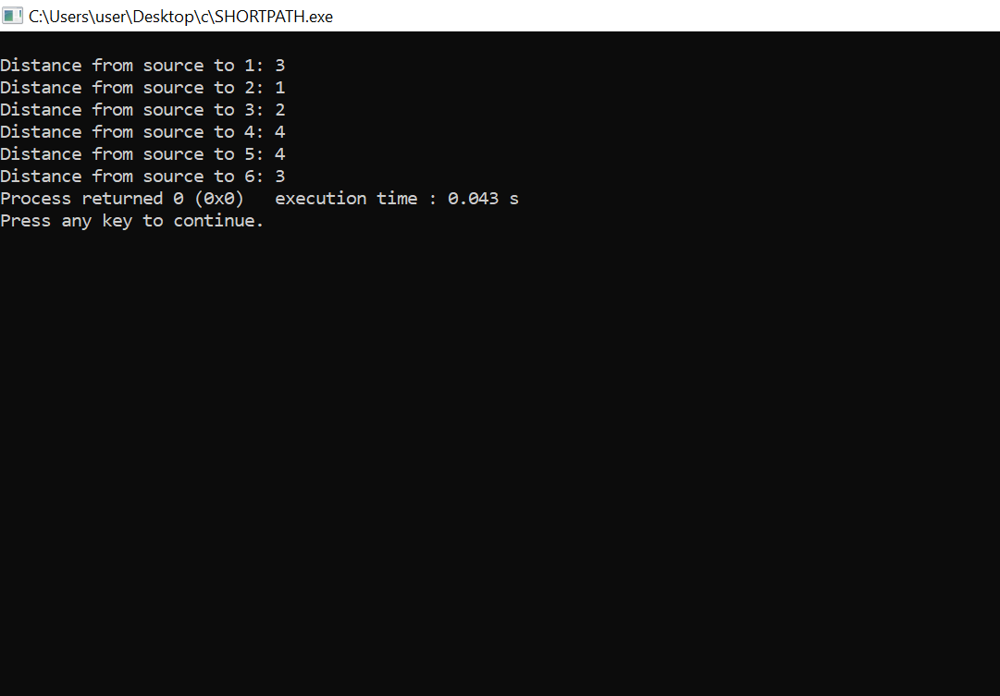 C:\Users\user\Desktop\c\SHORTPATH.exe
Distance from source to 1: 3
Distance from source to 2: 1
Distance from source to 3: 2
Distance from source to 4: 4
Distance from source to 5: 4
Distance from source to 6: 3
Process returned 0 (0x0)   execution time : 0.043 s
Press any key to continue.